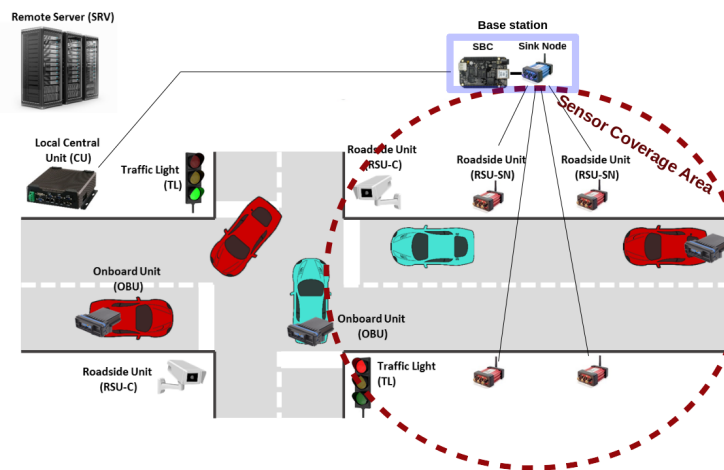 Remote Server (SRV)
Base station
SBC
Sink Node
Sensor Coverage Area
Local Central
Unit (CU)
Traffic Light
(TL)
Roadside Unit
(RSU-C)
Roadside Unit
(RSU-SN)
Roadside Unit
(RSU-SN)
Onboard Unit
(OBU)
Onboard Unit
(OBU)
Roadside Unit
(RSU-C)
Traffic Light
(TL)